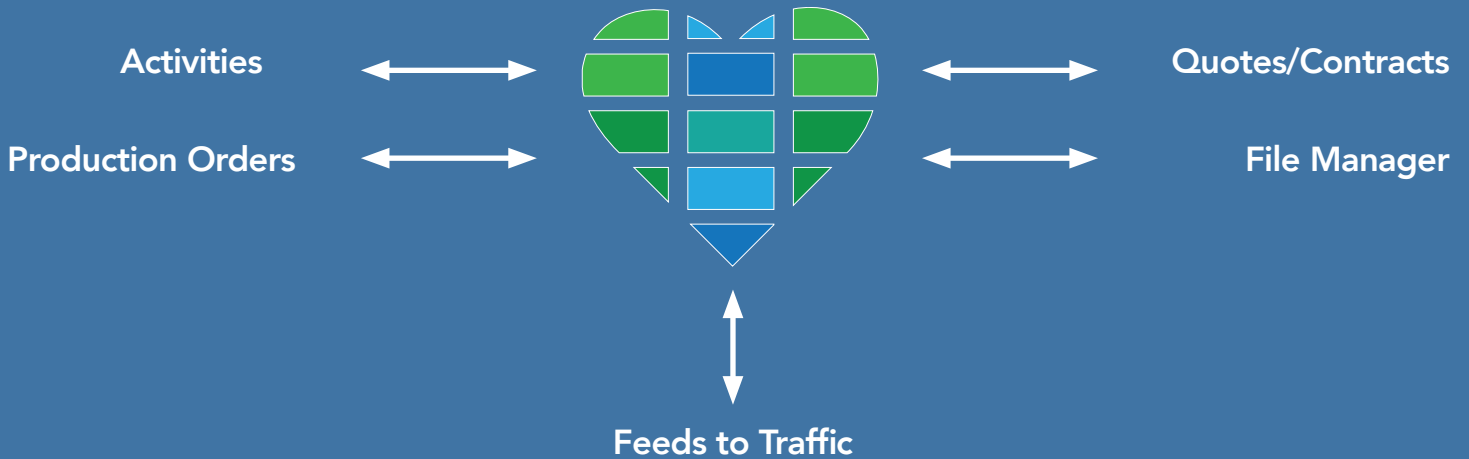 Activities
Quotes/Contracts
Production Orders
File Manager
Feeds to Traffic